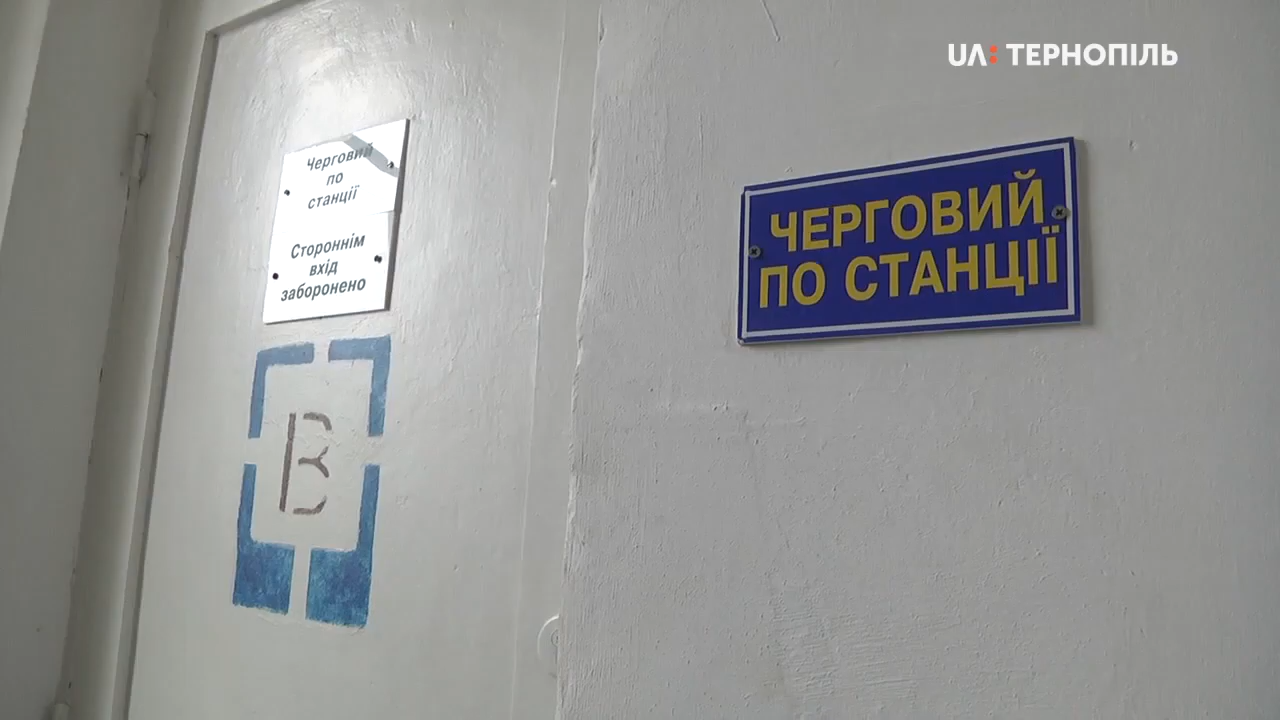 UA: ТЕРНОПІЛЬ
Черговий
по
станції
Стороннім
вхід
заборонено
В
ЧЕРГОВИЙ
ПО СТАНЦІЇ